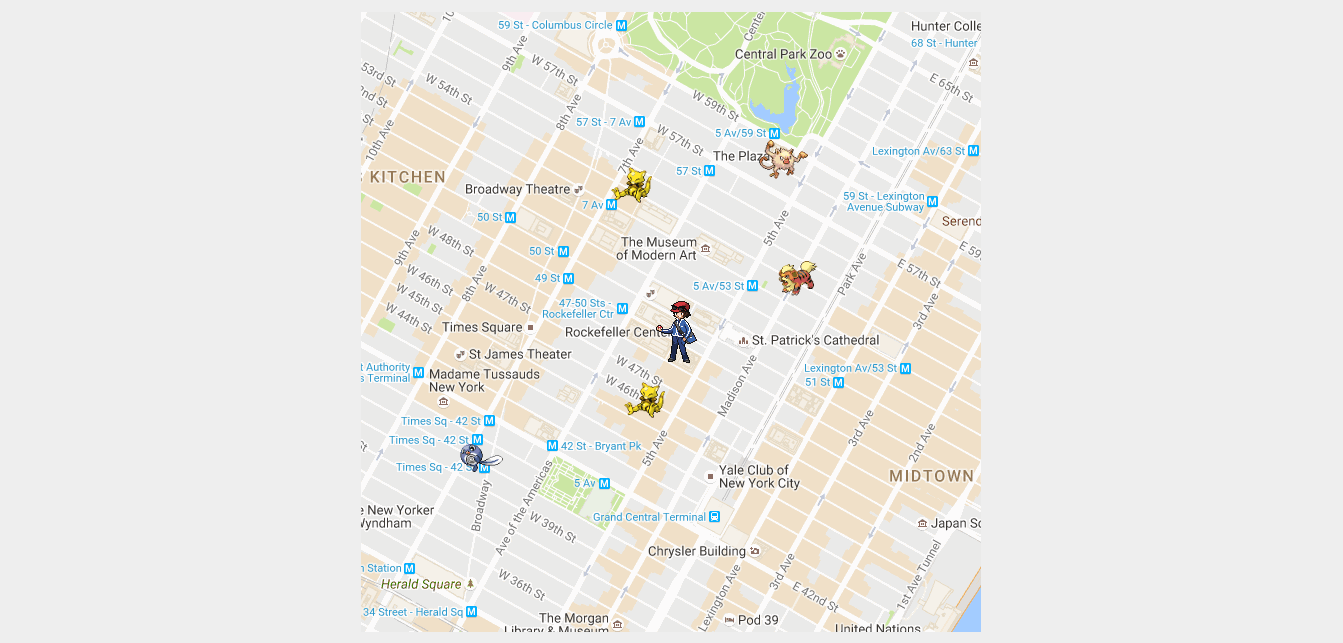 59 St - Columbus Circle
Center
Hunter Colle
68 St - Hunter
Central Park Zoo
9th Ave
53rd St
W 54th St
W 57th St
8th Ave
W 59th St
E 65th St
57 St - 7 Av
W 57th St
7th Ave
5 Av/59 St
The Plaza
57 St
Lexington Av/63 St
10th Ave
KITCHEN
Broadway Theatre
7 Av
50 St
59 St - Lexington
Avenue Subway
Serend
5th Ave
W 48th St
9th Ave
50 St
The Museum
of Modern Art
E 59
E 57th St
49 St
W 46th St
W 45th St
W 44th St
8th Ave
W 47th St
5 Av/53 St
Park Ave
3rd Ave
47-50 Sts -
Rockefeller Ctr
Times Square
Rockefeller Cente
St. Patrick's Cathedral
St James Theater
t Authority
s Terminal
Madame Tussauds
New York
W 47th St
W 46th
Madison Ave
Lexington Av/53 St
51 St
Times Sq - 42 St
Times Sq - 42 St
Times Sq - 42 S
42 St - Bryant Pk
5th Ave
3rd Ave
2nd Ave
5 Av
Yale Club of
New York City
MIDTOWN
e New Yorker
Wyndham
Broadway
Ave of the Americas
W 39th St
Grand Central Terminal
Japan So
Chrysler Building
n Station
Herald Square
W 36th St
3rd Ave
1st Ave Tunnel
Lexington Ave
E 42nd St
34 Street - Herald Sq
The Morgan
Library & Museum
Pod 39
United Nations